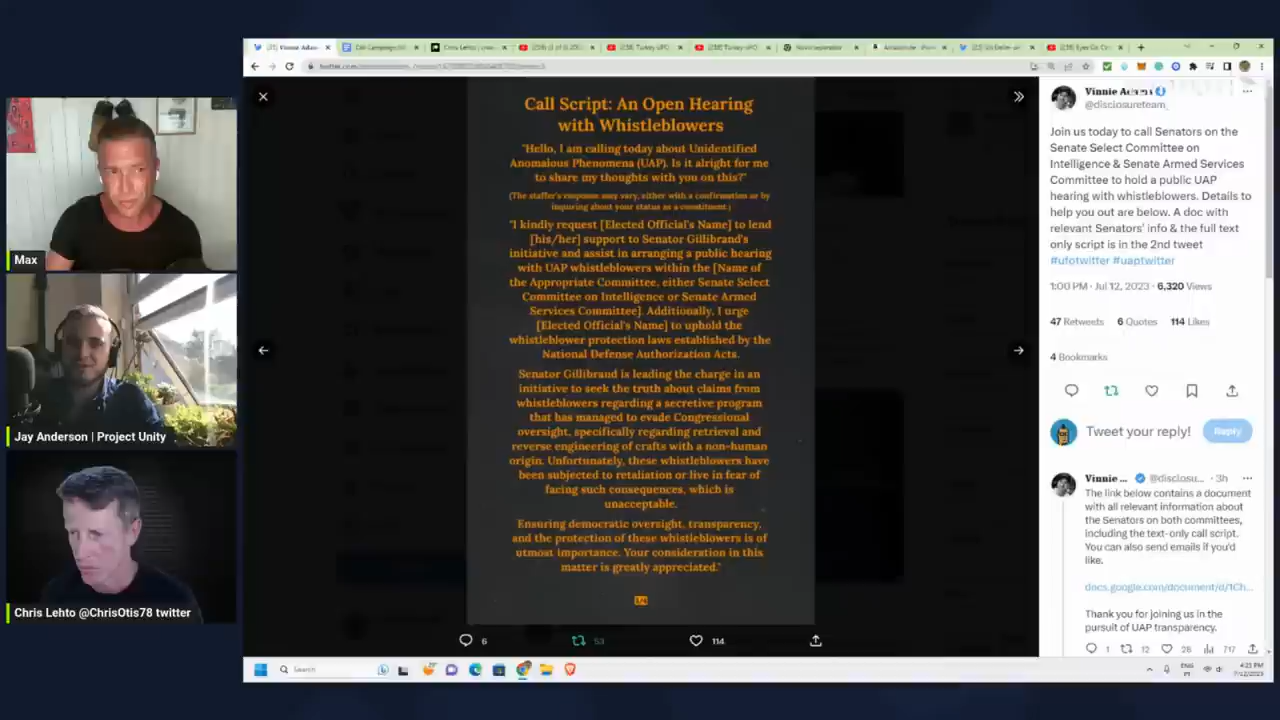 Max
Jay Anderson | Project Unity
Chris Lehto @ChrisOtis78 twitter
Call Script: An Open Hearing
with Whistleblowers
"Hello, I am calling today about Unidentified
Anomalous Phenomena (UAP). Is it alright for me
to share my thoughts with you on this?"
(The staffer's response may vary, either with a confirmation or by
inquiring about your status as a constituent.)
"I kindly request [Elected Official's Name] to lend
[his/her] support to Senator Gillibrand's
initiative and assist in arranging a public hearing
with UAP whistleblowers within the [Name of
the Appropriate Committee, either Senate Select
Committee on Intelligence or Senate Armed
Services Committee]. Additionally, I urge
[Elected Official's Name] to uphold the
whistleblower protection laws established by the
National Defense Authorization Acts.
Senator Gillibrand is leading the charge in an
initiative to seek the truth about claims from
whistleblowers regarding a secretive program
that has managed to evade Congressional
oversight, specifically regarding retrieval and
reverse engineering of crafts with a non-human
origin. Unfortunately, these whistleblowers have
been subjected to retaliation or live in fear of
facing such consequences, which is
unacceptable.
Ensuring democratic oversight, transparency,
and the protection of these whistleblowers is of
utmost importance. Your consideration in this
matter is greatly appreciated."
6
53
114
Vinnie
@disclosureteam_
Join us today to call Senators on the
Senate Select Committee on
Intelligence & Senate Armed Services
Committee to hold a public UAP
hearing with whistleblowers. Details to
help you out are below. A doc with
relevant Senators' info & the full text
only script is in the 2nd tweet
#ufotwitter #uaptwitter
1:00 PM · Jul 12, 2023 · 6,320 Views
47 Retweets 6 Quotes 114 Likes
4 Bookmarks
Tweet your reply!
Reply
Vinnie ... @disclosu... · 3h
The link below contains a document
with all relevant information about
the Senators on both committees,
including the text-only call script.
You can also send emails if you'd
like.
docs.google.com/document/d/1Ch...
Thank you for joining us in the
pursuit of UAP transparency.
1 12 28 717
Search
ENG